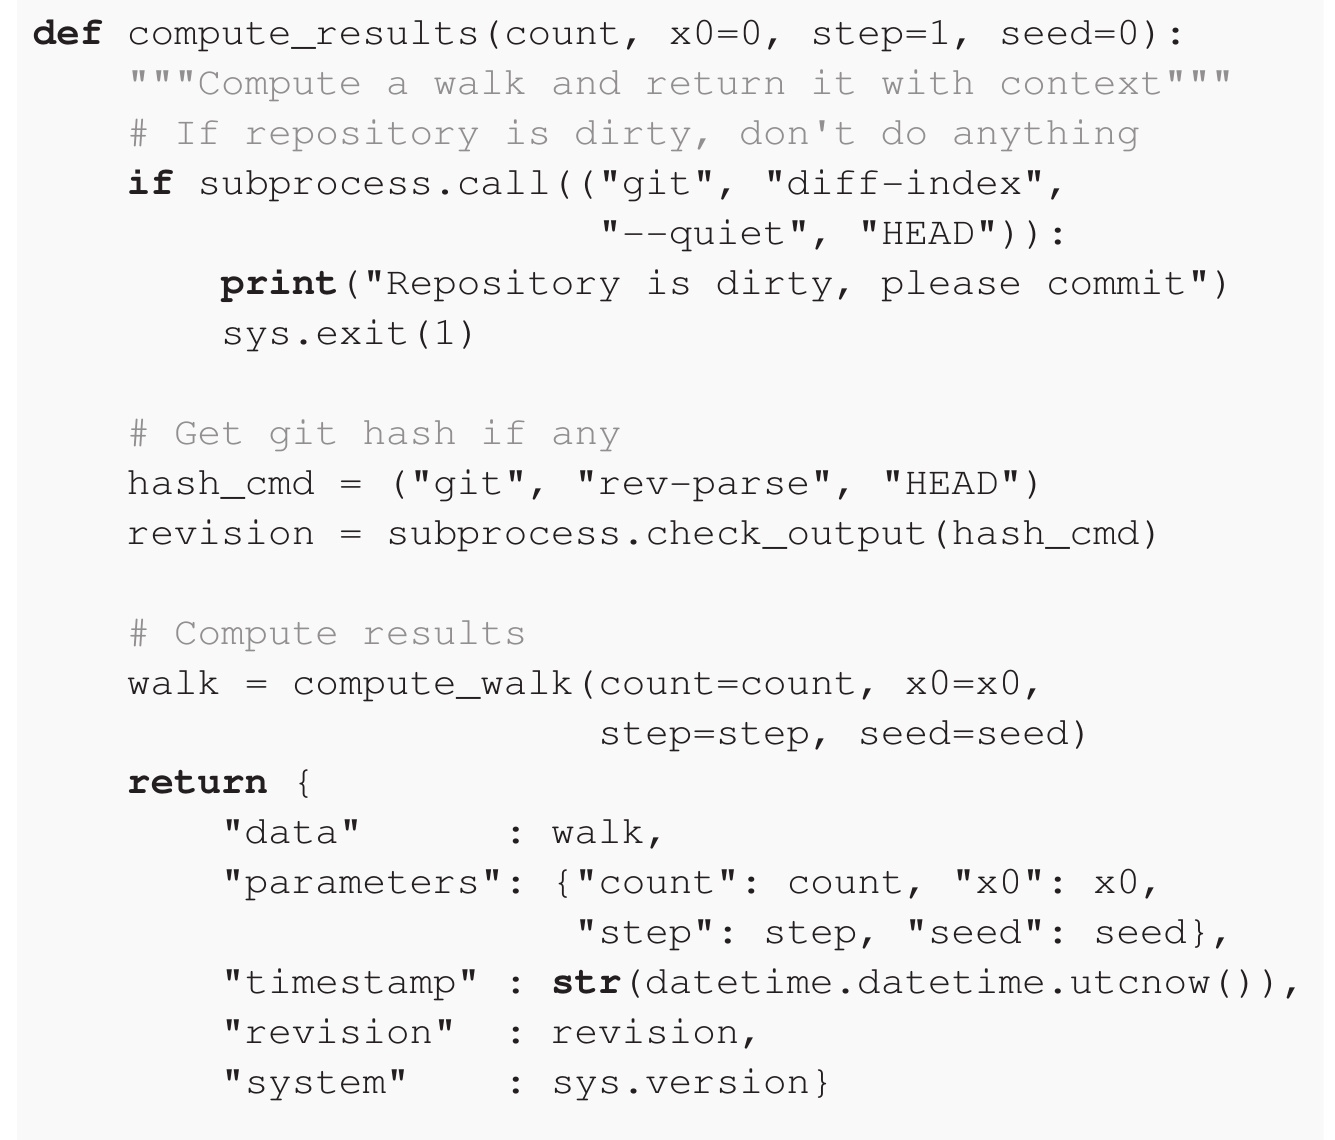 def compute_results(count, x0=0, step=1, seed=0):
    """Compute a walk and return it with context"""
    # If repository is dirty, don't do anything
    if subprocess.call(("git", "diff-index",
                        "--quiet", "HEAD")):
        print("Repository is dirty, please commit")
        sys.exit(1)

    # Get git hash if any
    hash_cmd = ("git", "rev-parse", "HEAD")
    revision = subprocess.check_output(hash_cmd)

    # Compute results
    walk = compute_walk(count=count, x0=x0,
                        step=step, seed=seed)
    return {
        "data"      : walk,
        "parameters": {"count": count, "x0": x0,
                       "step": step, "seed": seed},
        "timestamp" : str(datetime.datetime.utcnow()),
        "revision"  : revision,
        "system"    : sys.version}